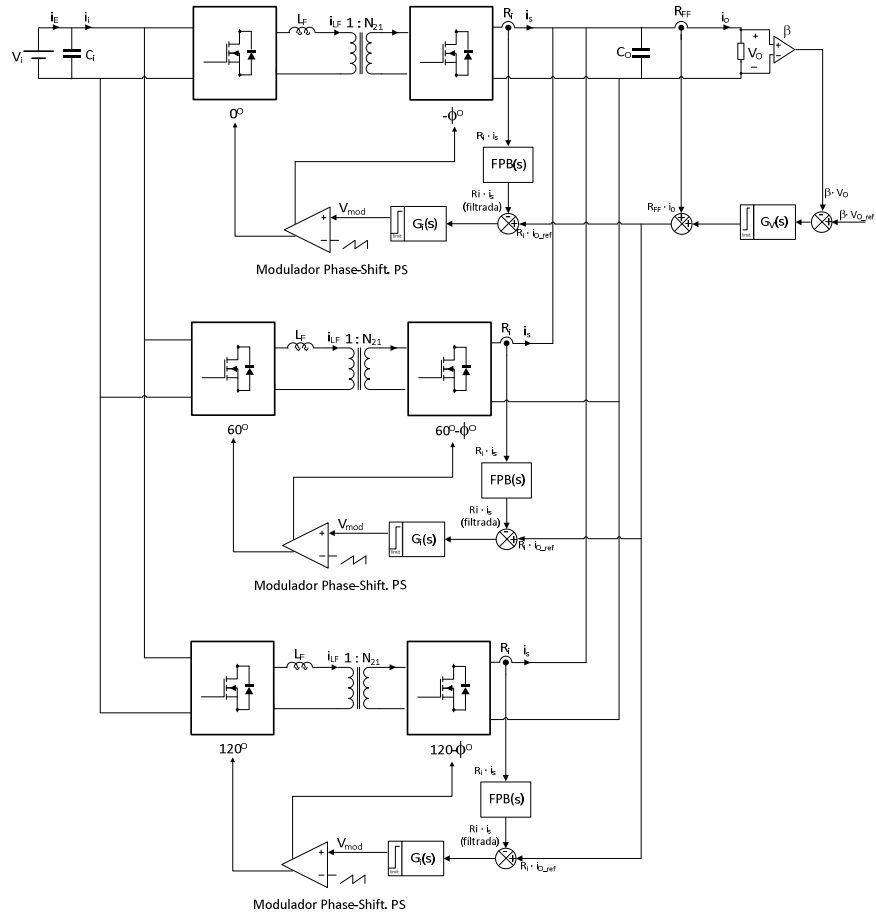 iE ii LF iLF 1 : N21 Ri is RFF io
Vi Ci CO + VO − + − β
0º -ϕº
Ri · is
FPB(s)
Ri · is
(filtrada)
β· VO
Vmod RFF · iO
+ − limit Gi(s) − + Ri · iO_ref + + limit GV(s) − + β· VO_ref
Modulador Phase-Shift. PS
LF iLF 1 : N21 Ri is
60º 60º-ϕº
Ri · is
FPB(s)
Ri · is
(filtrada)
Vmod
+ − limit Gi(s) − + Ri · iO_ref
Modulador Phase-Shift. PS
LF iLF 1 : N21 Ri is
120º 120-ϕº
Ri · is
FPB(s)
Ri · is
(filtrada)
Vmod
+ − limit Gi(s) − + Ri · iO_ref
Modulador Phase-Shift. PS